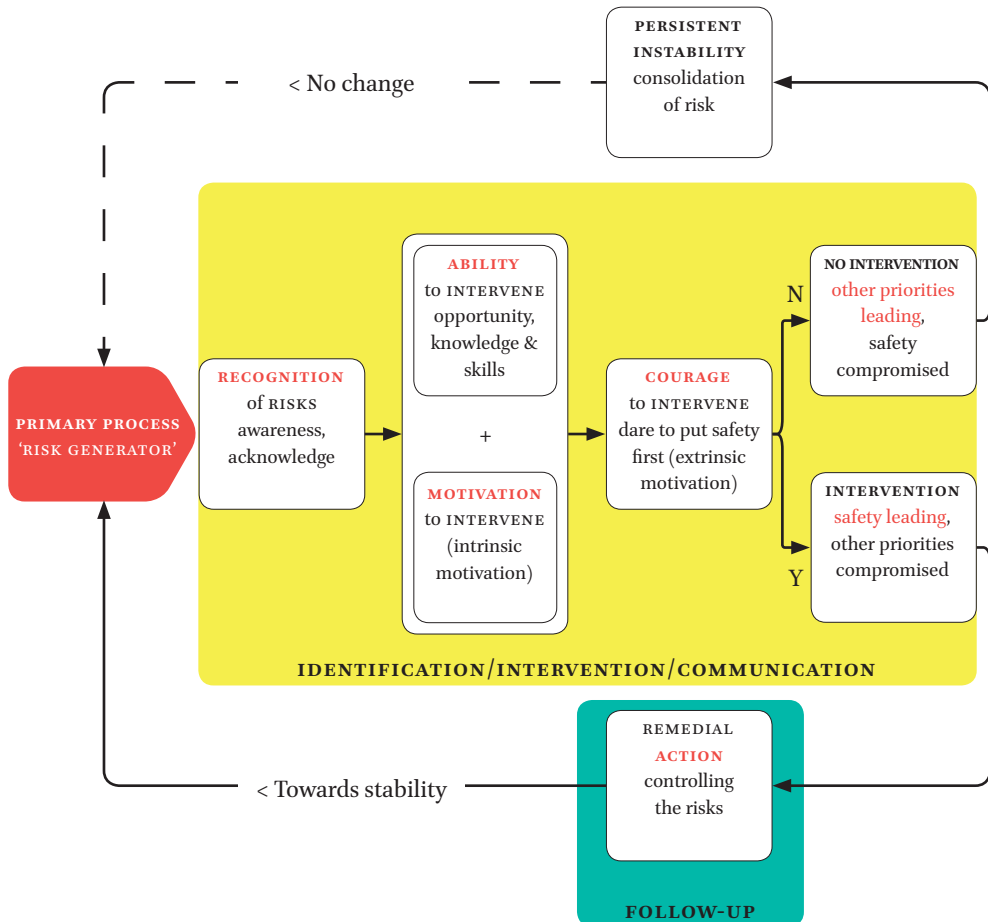 PERSISTENT
INSTABILITY
consolidation
of risk
< No change
PRIMARY PROCESS
‘RISK GENERATOR’
RECOGNITION
of RISKS
awareness,
acknowledge
ABILITY
to INTERVENE
opportunity,
knowledge &
skills
+
MOTIVATION
to INTERVENE
(intrinsic
motivation)
COURAGE
to INTERVENE
dare to put safety
first (extrinsic
motivation)
N
NO INTERVENTION
other priorities
leading,
safety
compromised
Y
INTERVENTION
safety leading,
other priorities
compromised
IDENTIFICATION/INTERVENTION/COMMUNICATION
< Towards stability
REMEDIAL
ACTION
controlling
the risks
FOLLOW-UP